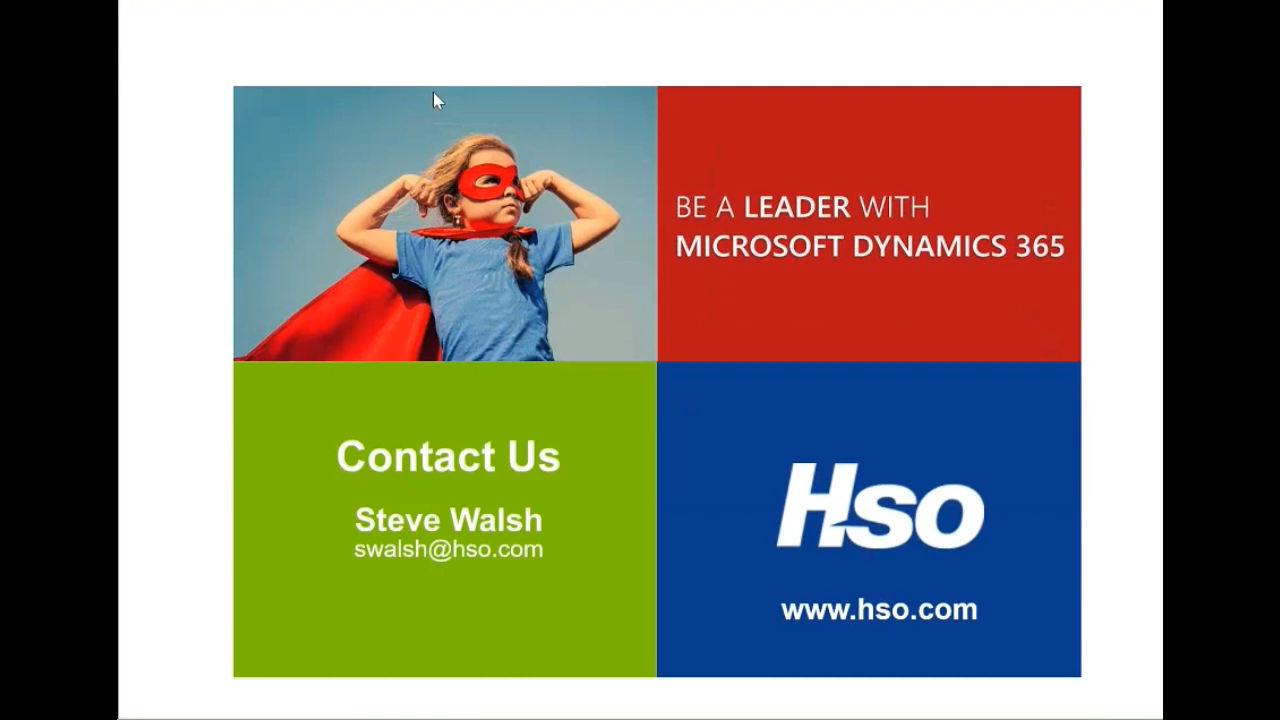 BE A LEADER WITH
MICROSOFT DYNAMICS 365
Contact Us
Steve Walsh
swalsh@hso.com
Hso
www.hso.com